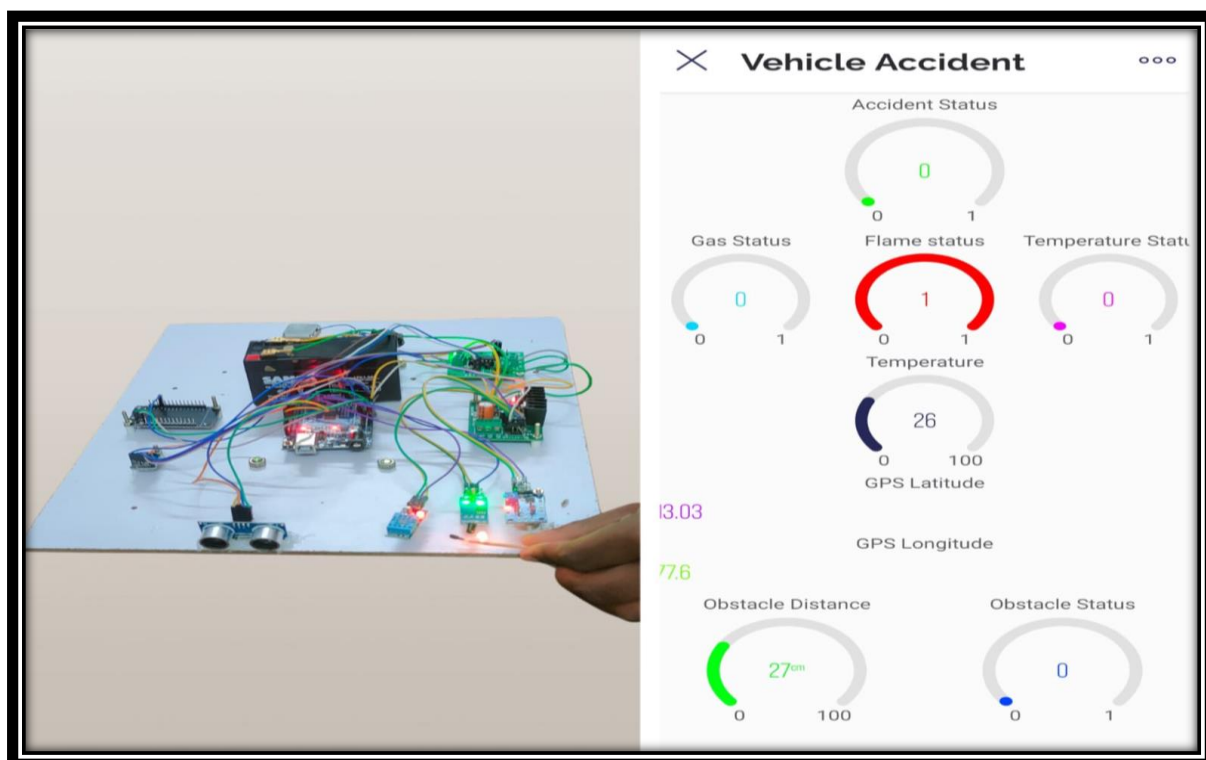 Vehicle Accident
Accident Status
0
0 1
Gas Status Flame status Temperature Statu
0 1 0
0 1 0 1 0 1
Temperature
26
0 100
GPS Latitude
13.03
GPS Longitude
77.6
Obstacle Distance Obstacle Status
27cm 0
0 100 0 1